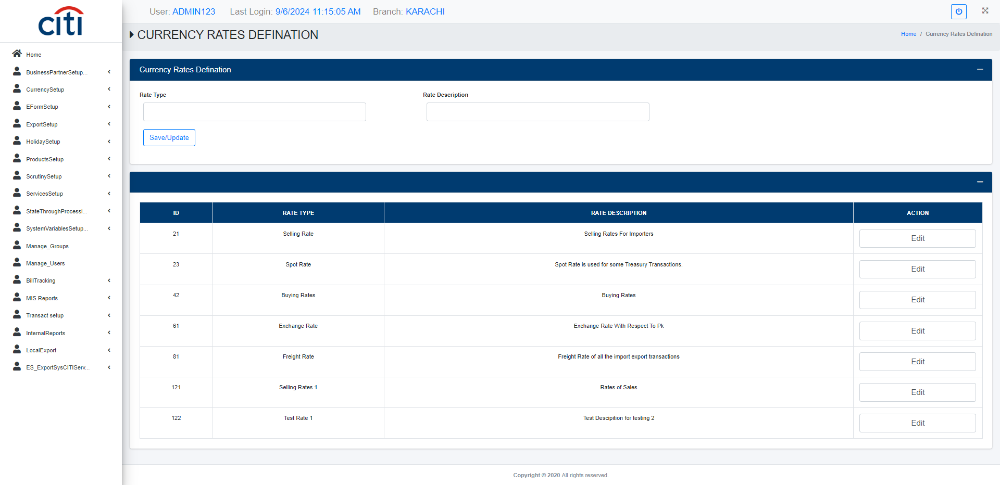 citi
User: ADMIN123 Last Login: 9/6/2024 11:15:05 AM Branch: KARACHI
CURRENCY RATES DEFINATION
Home / Currency Rates Defination
Home
BusinessPartnerSetup...
CurrencySetup
EFormSetup
ExportSetup
HolidaySetup
ProductsSetup
ScrutinySetup
ServicesSetup
StateThroughProcessi...
SystemVariablesSetup...
Manage_Groups
Manage_Users
BillTracking
MIS Reports
Transact setup
InternalReports
LocalExport
ES_ExportSysCITIServ...
Currency Rates Defination
Rate Type Rate Description
Save/Update
ID RATE TYPE RATE DESCRIPTION ACTION
21 Selling Rate Selling Rates For Importers Edit
23 Spot Rate Spot Rate is used for some Treasury Transactions. Edit
42 Buying Rates Buying Rates Edit
61 Exchange Rate Exchange Rate With Respect To Pk Edit
81 Freight Rate Freight Rate of all the import export transactions Edit
121 Selling Rates 1 Rates of Sales Edit
122 Test Rate 1 Test Descipition for testing 2 Edit
Copyright © 2020 All rights reserved.